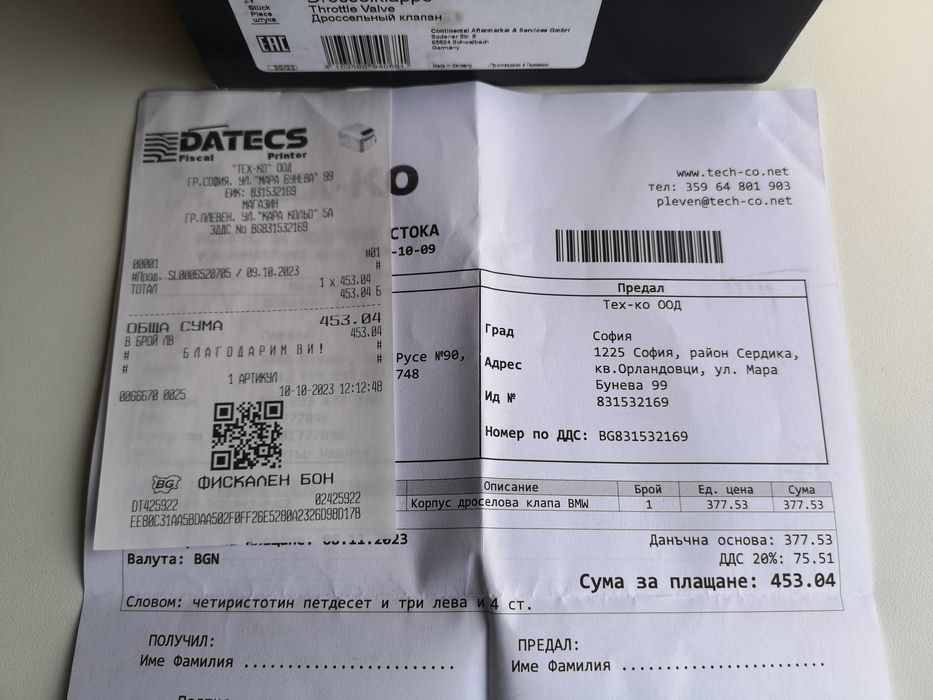 Stück
Piece
штука
Throttle Valve
Дроссельный клапан
Continental Aftermarket & Services GmbH
Sodener Str. 9
65824 Schwalbach
Germany
EAC
30/23
Made in Germany
DATECS
Fiscal Printer
"ТЕХ-КО" ООД
ГР.СОФИЯ, УЛ."МАРА БУНЕВА" 99
ЕИК: 831532169
МАГАЗИН
ГР.ПЛЕВЕН, УЛ."КАРА КОЛЬО" 5А
ЗДДС No BG831532169
00001 #01
#Прод. SL0006520705 / 09.10.2023 #
1 x 453.04
ТОТАЛ 453.04 Б
ОБЩА СУМА 453.04
В БРОЙ ЛВ 453.04
# БЛАГОДАРИМ ВИ! #
# #
1 АРТИКУЛ
0066670 0025 10-10-2023 12:12:48
BG ФИСКАЛЕН БОН
DT425922 02425922
EE80C31AA5BDAA502F0FF26E5280A2326D98D17B
КО
www.tech-co.net
тел: 359 64 801 903
pleven@tech-co.net
СТОКА
-10-09
Русе №90,
748
Предал
Тех-ко ООД
Град София
Адрес 1225 София, район Сердика,
кв.Орландовци, ул. Мара
Бунева 99
Ид № 831532169
Номер по ДДС: BG831532169
Описание Брой Ед. цена Сума
Корпус дроселова клапа BMW 1 377.53 377.53
Данъчна основа: 377.53
Валута: BGN ДДС 20%: 75.51
Сума за плащане: 453.04
Словом: четиристотин петдесет и три лева и 4 ст.
ПОЛУЧИЛ: ПРЕДАЛ:
Име Фамилия .......................... Име Фамилия ..........................